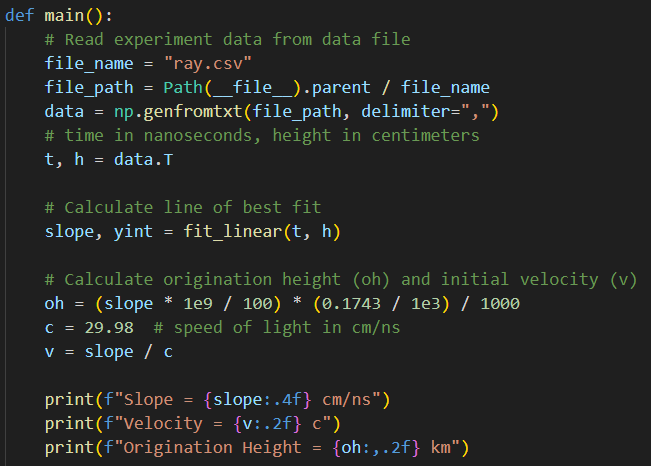 def main():
    # Read experiment data from data file
    file_name = "ray.csv"
    file_path = Path(__file__).parent / file_name
    data = np.genfromtxt(file_path, delimiter=",")
    # time in nanoseconds, height in centimeters
    t, h = data.T

    # Calculate line of best fit
    slope, yint = fit_linear(t, h)

    # Calculate origination height (oh) and initial velocity (v)
    oh = (slope * 1e9 / 100) * (0.1743 / 1e3) / 1000
    c = 29.98  # speed of light in cm/ns
    v = slope / c

    print(f"Slope = {slope:.4f} cm/ns")
    print(f"Velocity = {v:.2f} c")
    print(f"Origination Height = {oh:,.2f} km")